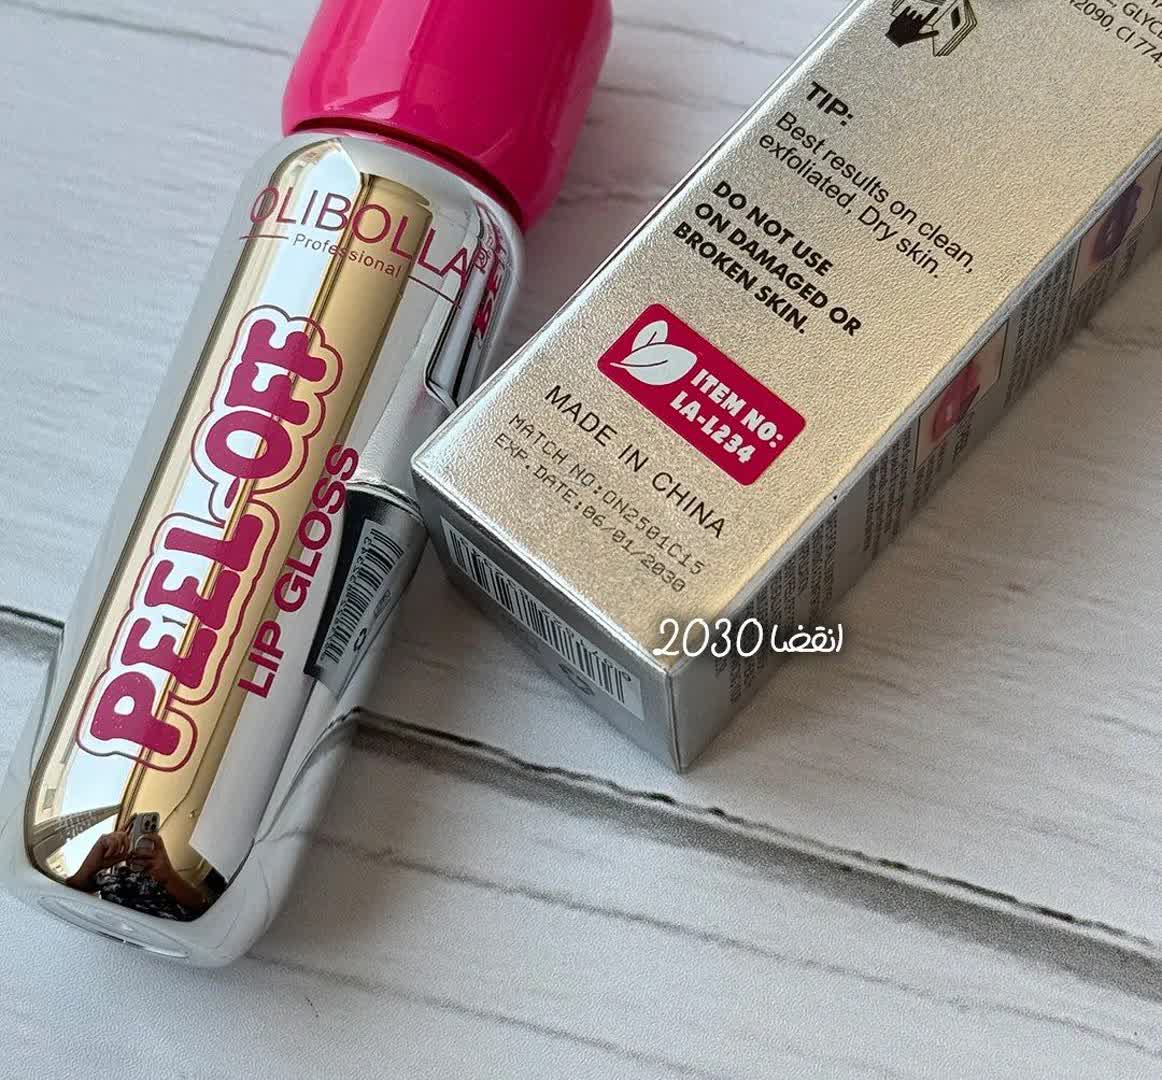 OLIBOLLA
Professional
PEEL-OFF
LIP GLOSS
TIP:
Best results on clean,
exfoliated, Dry skin.
DO NOT USE
ON DAMAGED OR
BROKEN SKIN.
ITEM NO:
LA-L234
MADE IN CHINA
MATCH NO:ON2501C15
EXP.DATE:06/01/2030
انقضا 2030